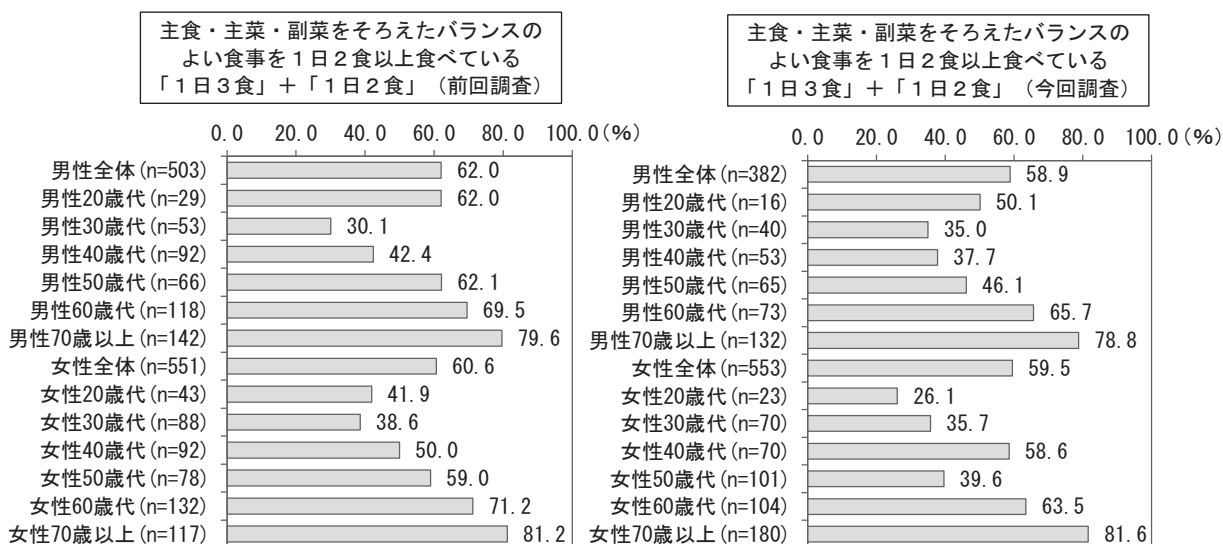 主食・主菜・副菜をそろえたバランスの
よい食事を１日２食以上食べている
「１日３食」＋「１日２食」（前回調査）
0.0 20.0 40.0 60.0 80.0 100.0(%)
男性全体(n=503) 62.0
男性20歳代(n=29) 62.0
男性30歳代(n=53) 30.1
男性40歳代(n=92) 42.4
男性50歳代(n=66) 62.1
男性60歳代(n=118) 69.5
男性70歳以上(n=142) 79.6
女性全体(n=551) 60.6
女性20歳代(n=43) 41.9
女性30歳代(n=88) 38.6
女性40歳代(n=92) 50.0
女性50歳代(n=78) 59.0
女性60歳代(n=132) 71.2
女性70歳以上(n=117) 81.2
主食・主菜・副菜をそろえたバランスの
よい食事を１日２食以上食べている
「１日３食」＋「１日２食」（今回調査）
0.0 20.0 40.0 60.0 80.0 100.0(%)
男性全体(n=382) 58.9
男性20歳代(n=16) 50.1
男性30歳代(n=40) 35.0
男性40歳代(n=53) 37.7
男性50歳代(n=65) 46.1
男性60歳代(n=73) 65.7
男性70歳以上(n=132) 78.8
女性全体(n=553) 59.5
女性20歳代(n=23) 26.1
女性30歳代(n=70) 35.7
女性40歳代(n=70) 58.6
女性50歳代(n=101) 39.6
女性60歳代(n=104) 63.5
女性70歳以上(n=180) 81.6